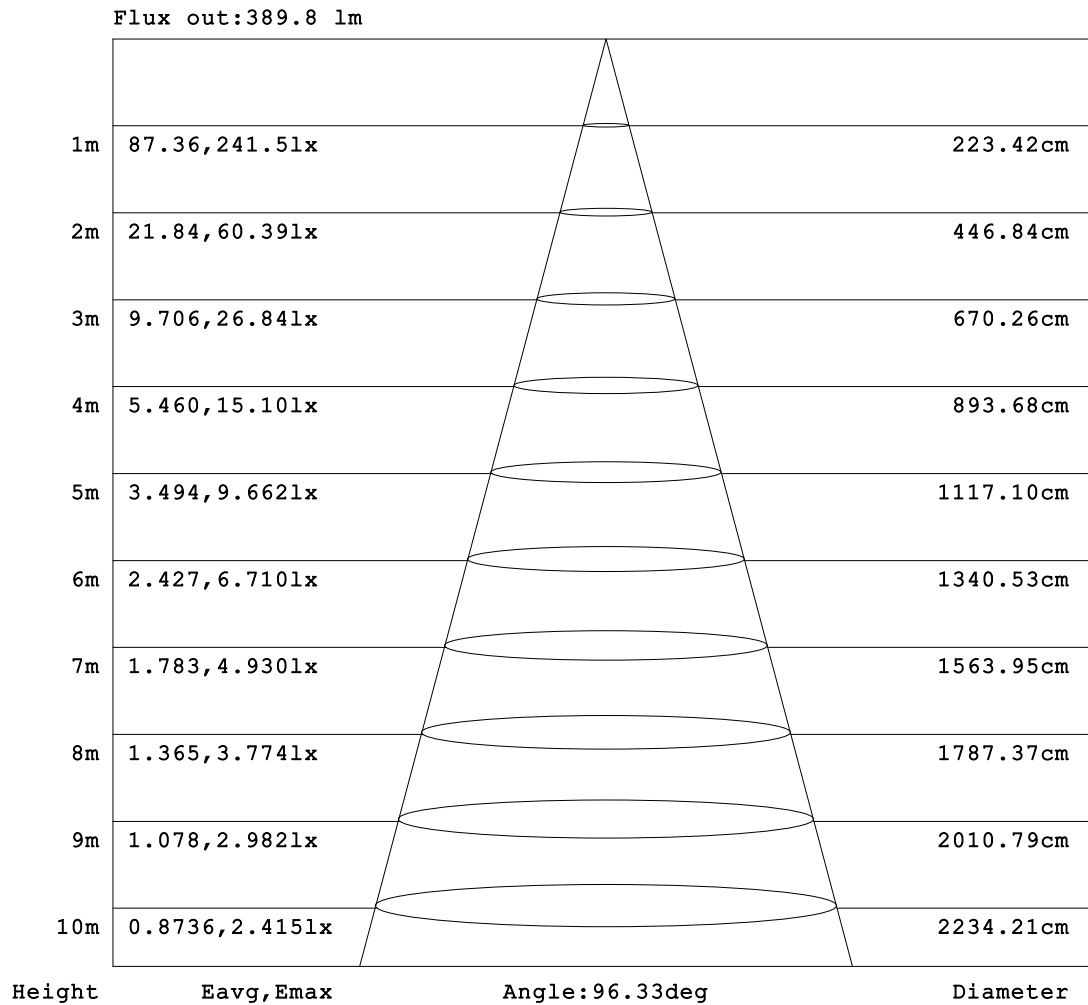 Flux out:389.8 lm
1m 87.36,241.5lx 223.42cm
2m 21.84,60.39lx 446.84cm
3m 9.706,26.84lx 670.26cm
4m 5.460,15.10lx 893.68cm
5m 3.494,9.662lx 1117.10cm
6m 2.427,6.710lx 1340.53cm
7m 1.783,4.930lx 1563.95cm
8m 1.365,3.774lx 1787.37cm
9m 1.078,2.982lx 2010.79cm
10m 0.8736,2.415lx 2234.21cm
Height Eavg,Emax Angle:96.33deg Diameter